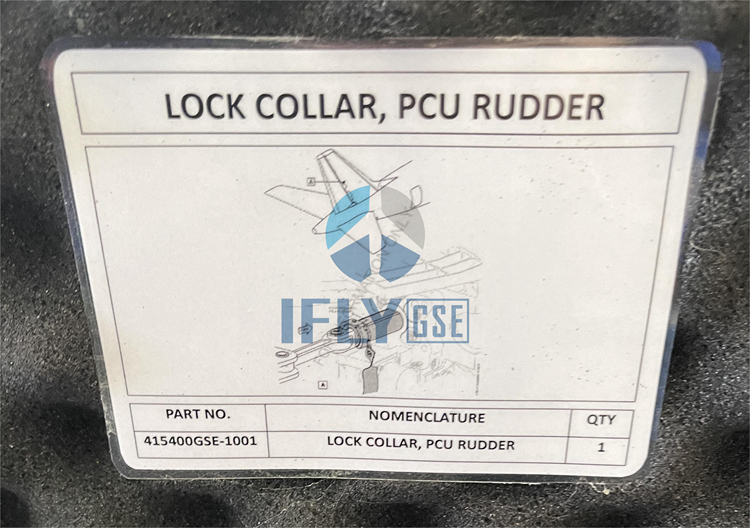 LOCK COLLAR, PCU RUDDER
A
IFLY GSE
A
PART NO. NOMENCLATURE QTY
415400GSE-1001 LOCK COLLAR, PCU RUDDER 1